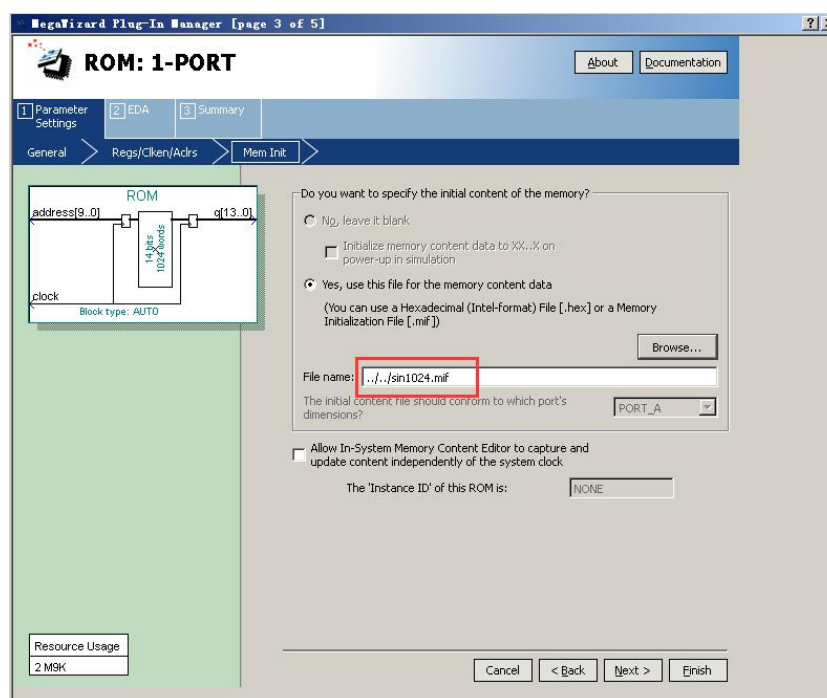 MegaWizard Plug-In Manager [page 3 of 5]
ROM: 1-PORT
About
Documentation
1 Parameter Settings
2 EDA
3 Summary
General
Regs/Clken/Aclrs
Mem Init
ROM
address[9..0]
q[13..0]
14 bits
1024 words
clock
Block type: AUTO
Do you want to specify the initial content of the memory?
No, leave it blank
Initialize memory content data to XX..X on
power-up in simulation
Yes, use this file for the memory content data
(You can use a Hexadecimal (Intel-format) File [.hex] or a Memory
Initialization File [.mif])
Browse...
File name: ../../sin1024.mif
The initial content file should conform to which port's
dimensions?
PORT_A
Allow In-System Memory Content Editor to capture and
update content independently of the system clock
The 'Instance ID' of this ROM is:
NONE
Resource Usage
2 M9K
Cancel
< Back
Next >
Finish